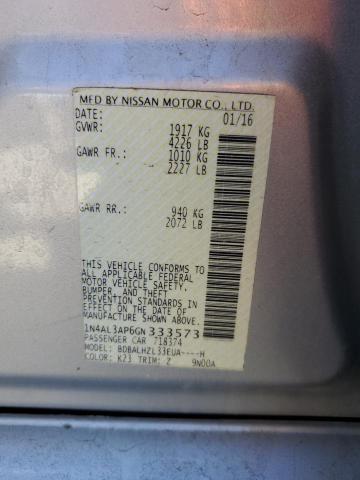 MFD BY NISSAN MOTOR CO., LTD.
DATE: 01/16
GVWR: 1917 KG
4226 LB
GAWR FR.: 1010 KG
2227 LB
GAWR RR.: 940 KG
2072 LB
THIS VEHICLE CONFORMS TO
ALL APPLICABLE FEDERAL
MOTOR VEHICLE SAFETY,
BUMPER, AND THEFT
PREVENTION STANDARDS IN
EFFECT ON THE DATE OF
MANUFACTURE SHOWN ABOVE.
1N4AL3AP6GN333573
PASSENGER CAR 718374
MODEL: BDBALHZL33EUA----H
COLOR: K23 TRIM: Z 9N00A